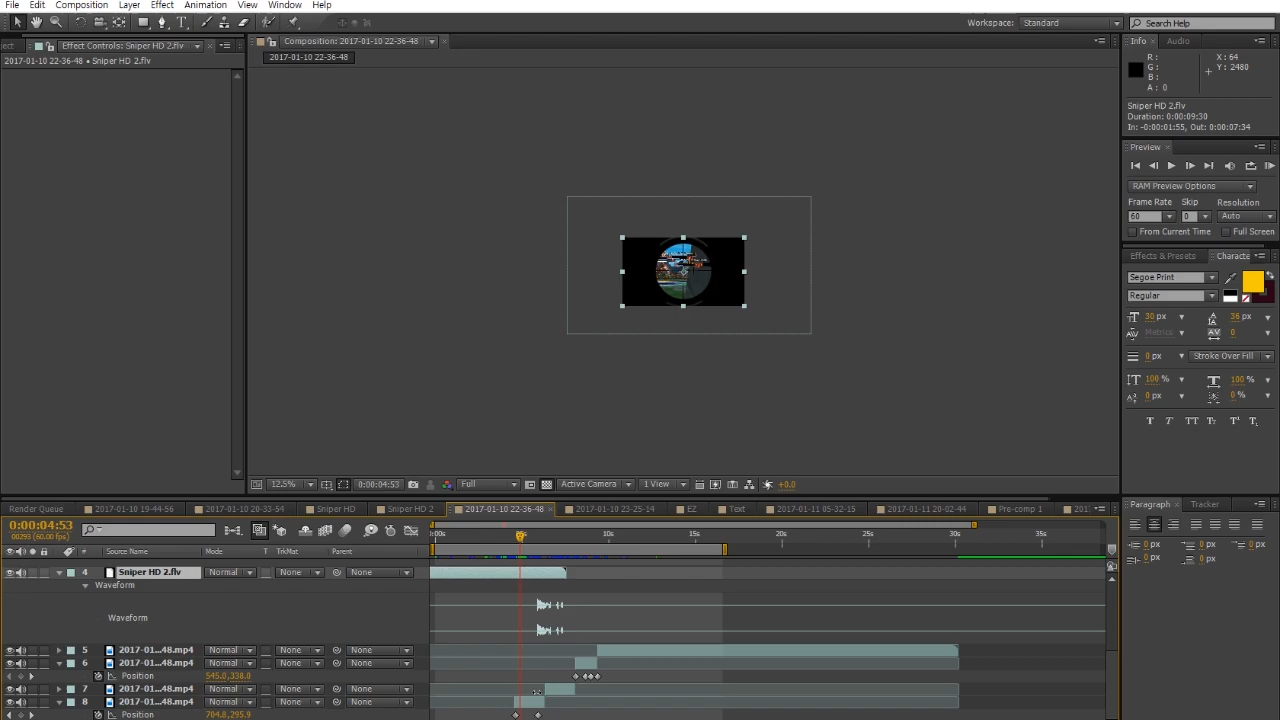 File Edit Composition Layer Effect Animation View Window Help
Workspace: Standard Search Help
Effect Controls: Sniper HD 2.flv
Composition: 2017-01-10 22-36-48
Info Audio
2017-01-10 22-36-48 • Sniper HD 2.flv
2017-01-10 22-36-48
R : X : 64
G : Y : 2480
B :
A : 0
Sniper HD 2.flv
Duration: 0:00:09:30
In: -0:00:01:55, Out: 0:00:07:34
Preview
RAM Preview Options
Frame Rate Skip Resolution
60 0 Auto
From Current Time Full Screen
Effects & Presets Characte
Segoe Print
Regular
30 px 36 px
Metrics 0
0 px Stroke Over Fill
100 % 100 %
0 px 0 %
T T TT Tr T¹ T₁
12.5% 0:00:04:53 Full Active Camera 1 View +0.0
Render Queue 2017-01-10 19-44-56 2017-01-10 20-33-54 Sniper HD Sniper HD 2 2017-01-10 22-36-48 2017-01-10 23-25-14 EZ Text 2017-01-11 05-32-15 2017-01-11 20-02-44 Pre-comp 1
Paragraph Tracker
0:00:04:53
00293 (60.00 fps)
10s 15s 20s 25s 30s 35s
# Source Name Mode T TrkMat Parent
0 px 0 px 0 px
0 px 0 px
4 Sniper HD 2.flv Normal None None
Waveform
Waveform
5 2017-01...48.mp4 Normal None None
6 2017-01...48.mp4 Normal None None
Position 545.0,338.0
7 2017-01...48.mp4 Normal None None
8 2017-01...48.mp4 Normal None None
Position 704.0,295.9